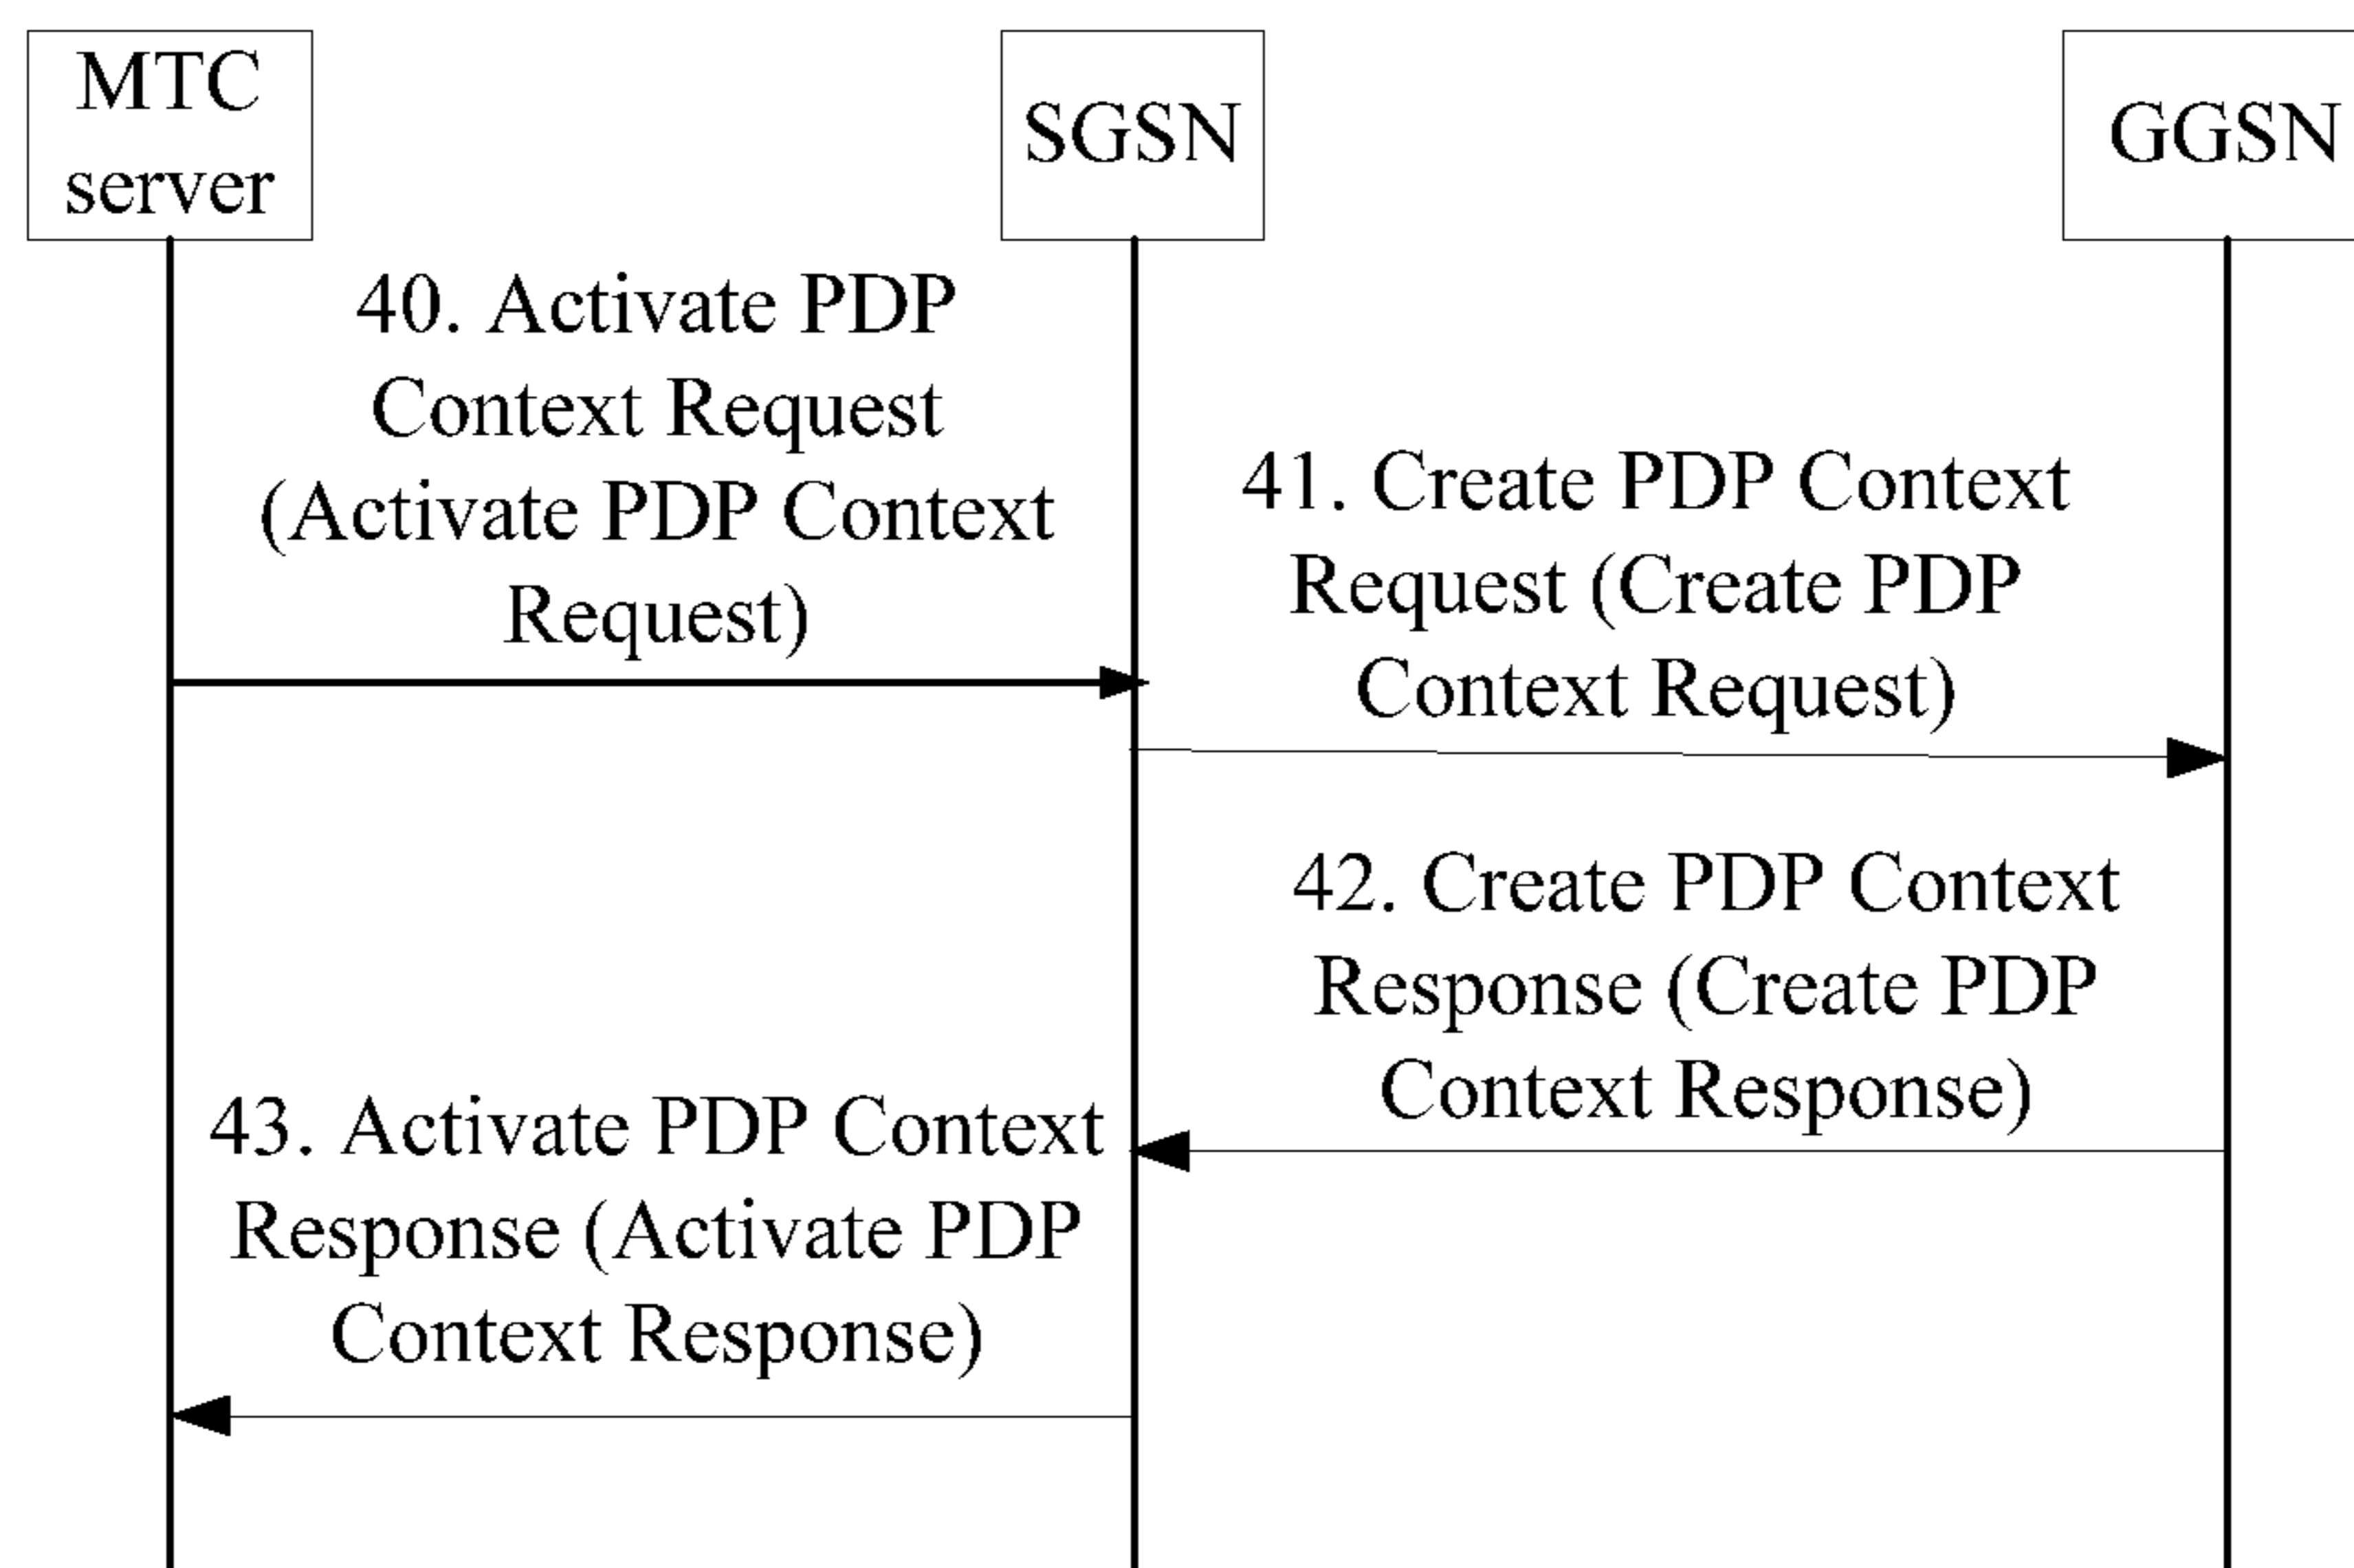 MTC
server
SGSN
GGSN
40. Activate PDP
Context Request
(Activate PDP Context
Request)
41. Create PDP Context
Request (Create PDP
Context Request)
42. Create PDP Context
Response (Create PDP
Context Response)
43. Activate PDP Context
Response (Activate PDP
Context Response)